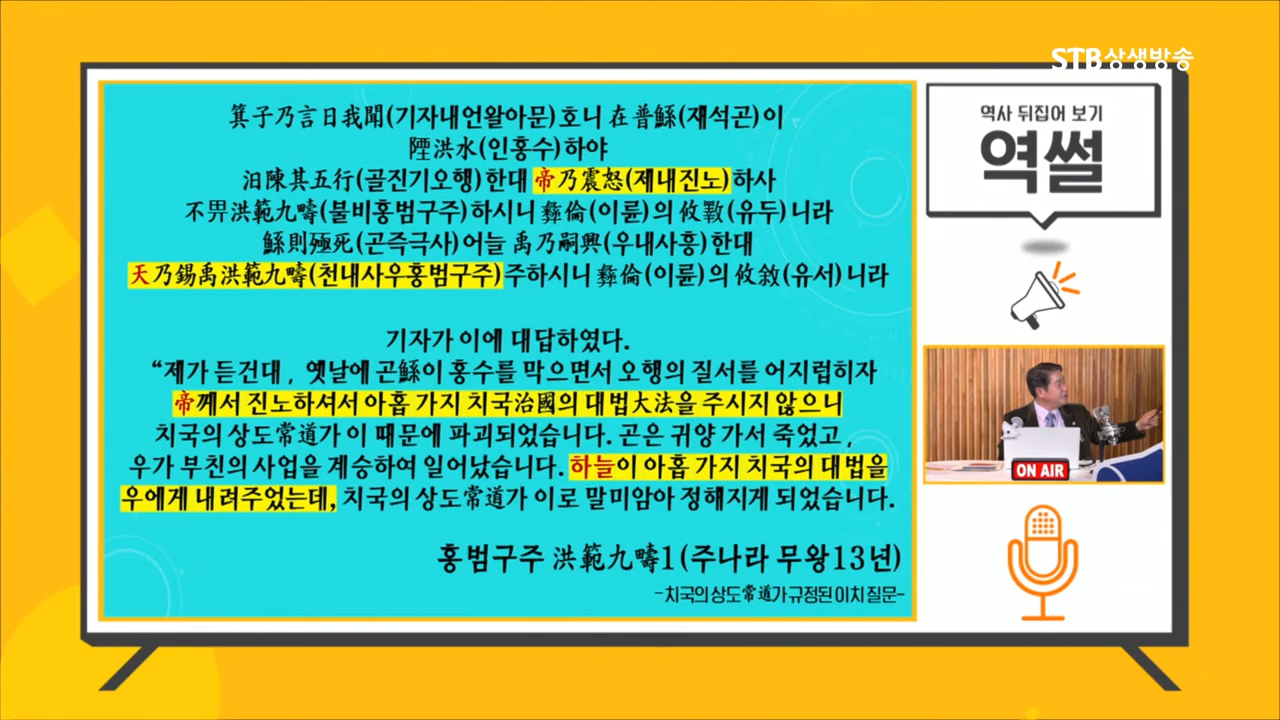 STB상생방송
箕子乃言曰我聞(기자내언왈아문)호니 在昔鯀(재석곤)이
陻洪水(인홍수)하야
汨陳其五行(골진기오행)한대 帝乃震怒(제내진노)하사
不畀洪範九疇(불비홍범구주)하시니 彝倫(이륜)의 攸斁(유두)니라
鯀則殛死(곤즉극사)어늘 禹乃嗣興(우내사흥)한대
天乃錫禹洪範九疇(천내사우홍범구주)주하시니 彝倫(이륜)의 攸敘(유서)니라
기자가 이에 대답하였다.
“제가 듣건대, 옛날에 곤鯀이 홍수를 막으면서 오행의 질서를 어지럽히자
帝께서 진노하셔서 아홉 가지 치국治國의 대법大法을 주시지 않으니
치국의 상도常道가 이 때문에 파괴되었습니다. 곤은 귀양 가서 죽었고,
우가 부친의 사업을 계승하여 일어났습니다. 하늘이 아홉 가지 치국의 대법을
우에게 내려주었는데, 치국의 상도常道가 이로 말미암아 정해지게 되었습니다.
홍범구주 洪範九疇1(주나라 무왕13년)
-치국의 상도常道가 규정된 이치 질문-
역사 뒤집어 보기
역썰
ON AIR